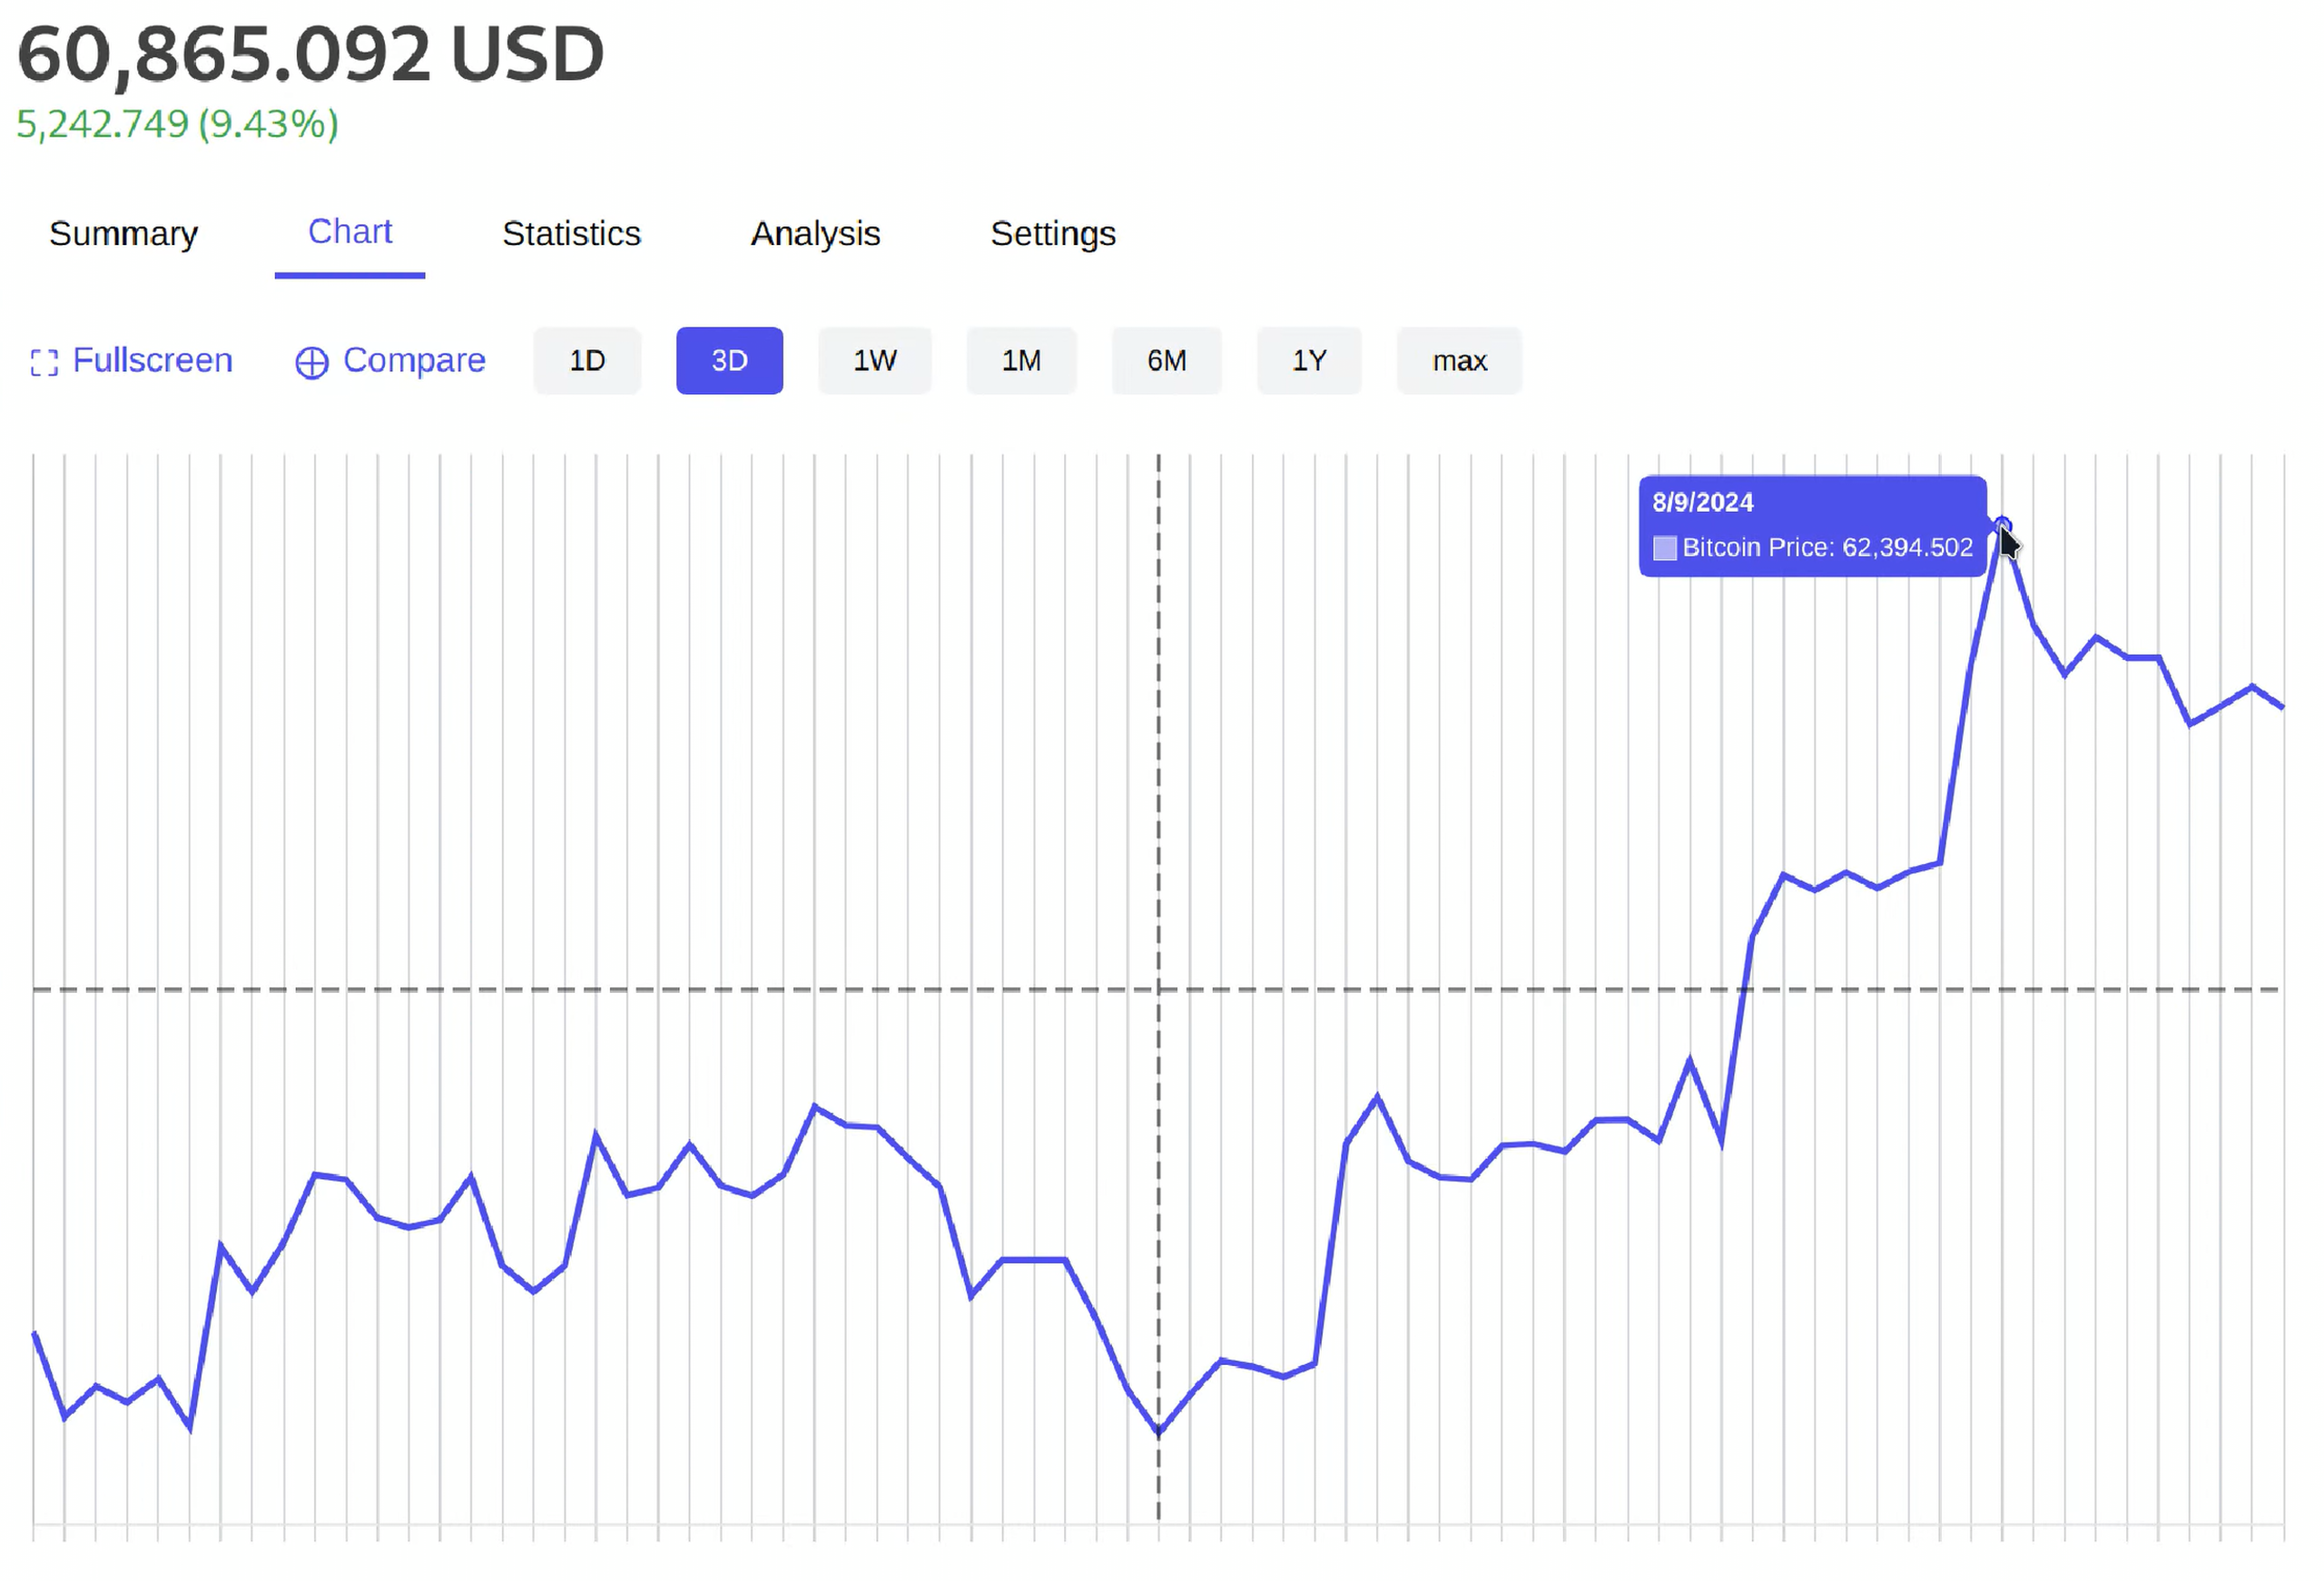 60,865.092 USD
5,242.749 (9.43%)
Summary Chart Statistics Analysis Settings
Fullscreen Compare 1D 3D 1W 1M 6M 1Y max
8/9/2024
Bitcoin Price: 62,394.502